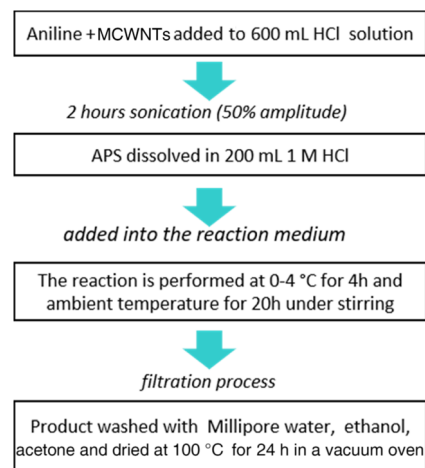 Aniline +MCWNTs added to 600 mL HCl solution
2 hours sonication (50% amplitude)
APS dissolved in 200 mL 1 M HCl
added into the reaction medium
The reaction is performed at 0-4 °C for 4h and
ambient temperature for 20h under stirring
filtration process
Product washed with Millipore water, ethanol,
acetone and dried at 100 °C for 24 h in a vacuum oven